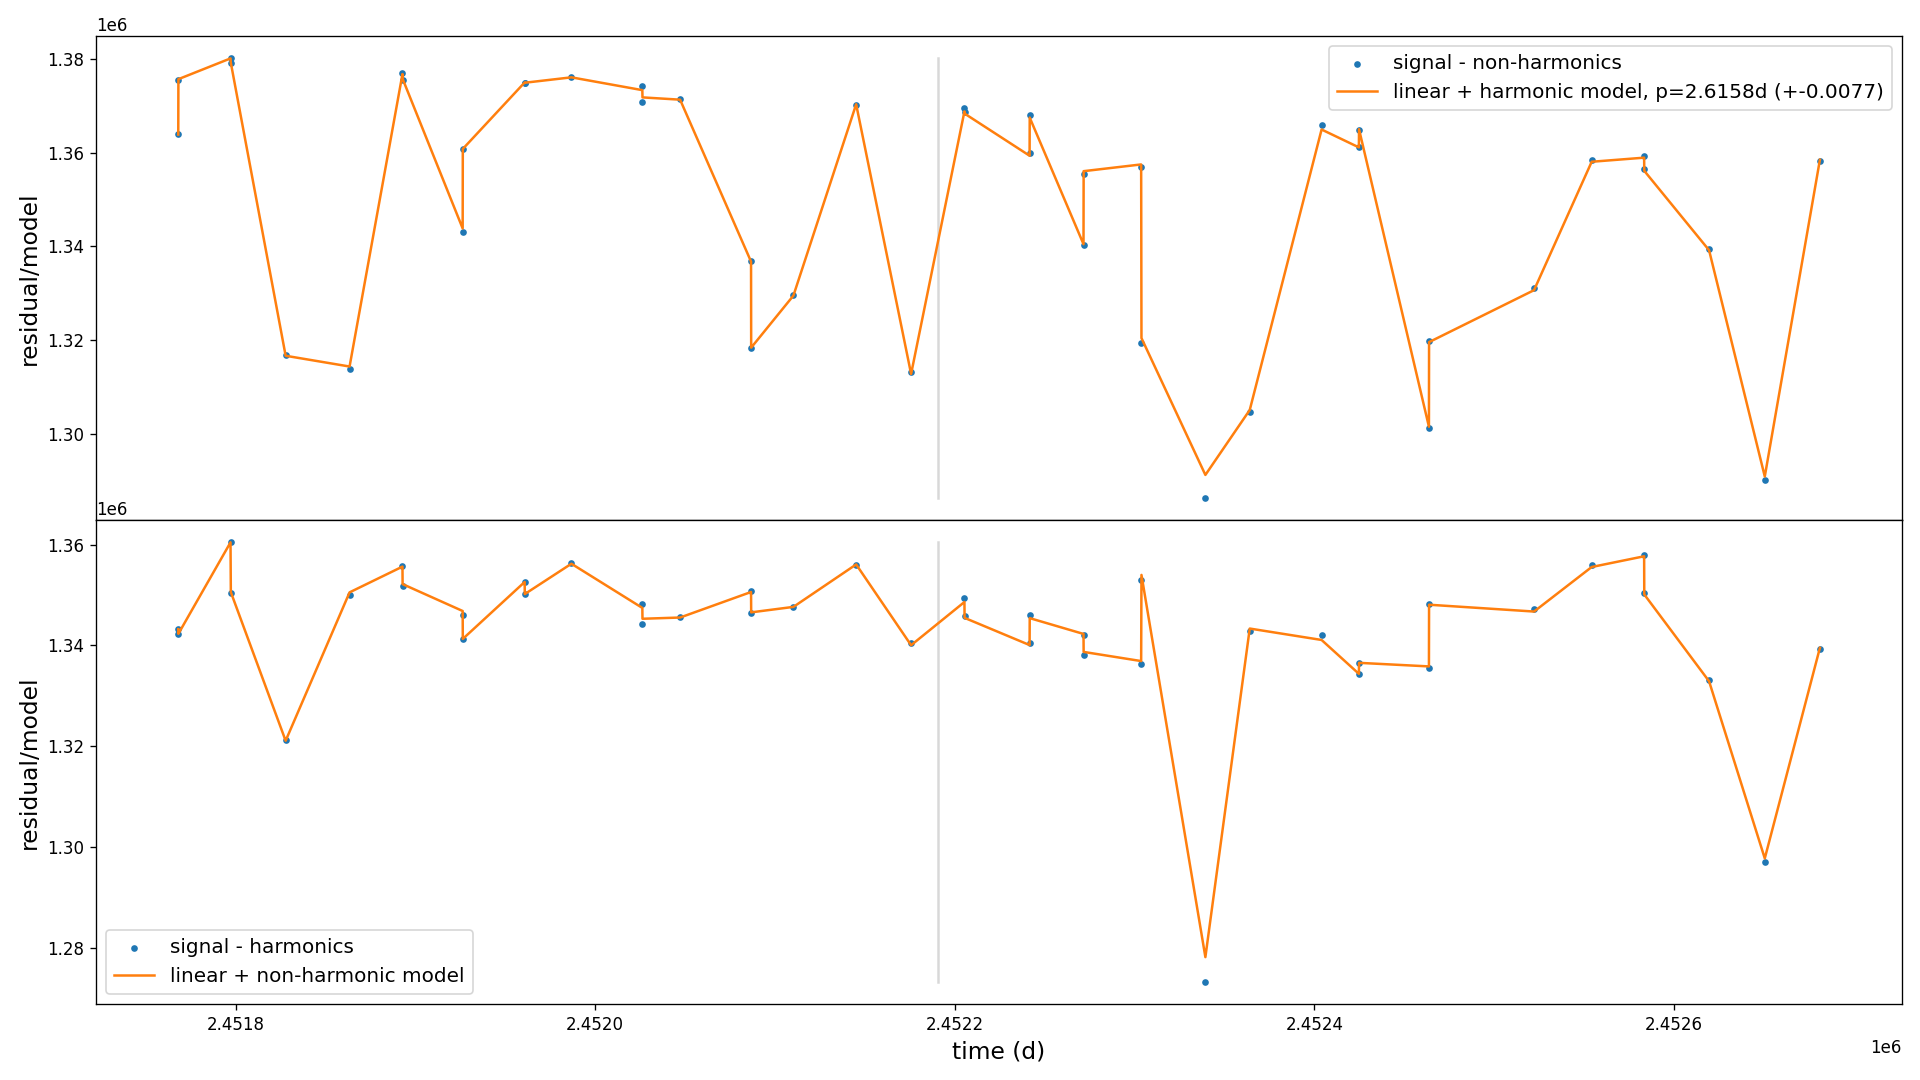 1e6
signal - non-harmonics
linear + harmonic model, p=2.6158d (+-0.0077)
1.38
1.36
1.34
1.32
1.30
residual/model
1e6
1.36
1.34
1.32
1.30
1.28
residual/model
signal - harmonics
linear + non-harmonic model
2.4518
2.4520
2.4522
2.4524
2.4526
time (d)
1e6